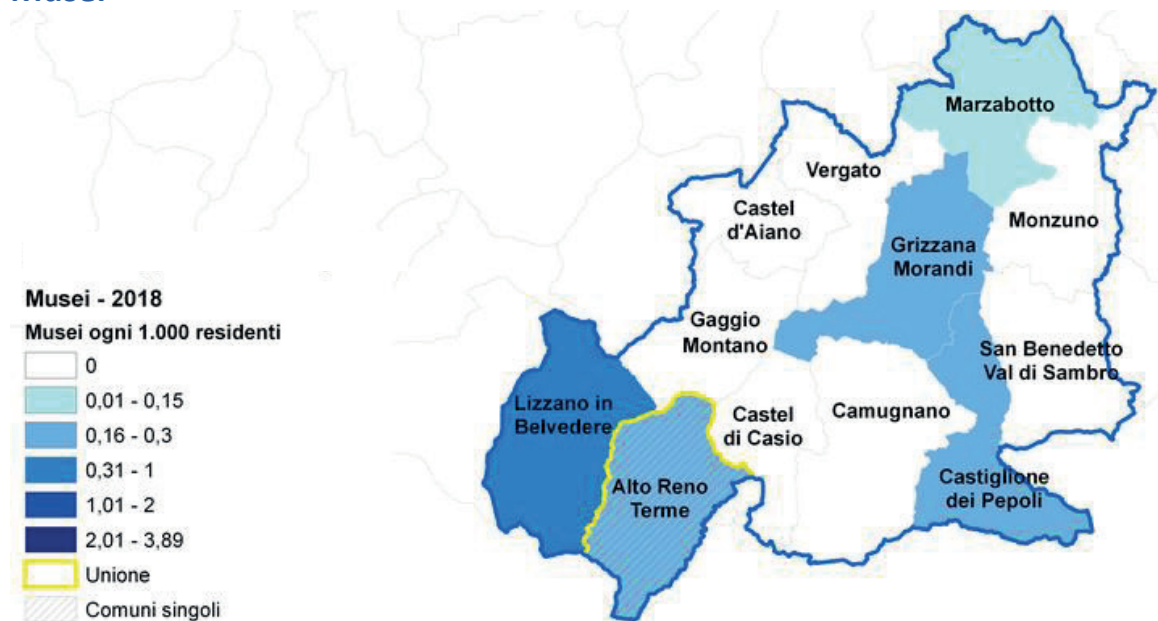 Musei
Marzabotto
Vergato
Castel
d'Aiano
Monzuno
Grizzana
Morandi
Gaggio
Montano
San Benedetto
Val di Sambro
Lizzano in
Belvedere
Castel
di Casio
Camugnano
Alto Reno
Terme
Castiglione
dei Pepoli
Musei - 2018
Musei ogni 1.000 residenti
0
0,01 - 0,15
0,16 - 0,3
0,31 - 1
1,01 - 2
2,01 - 3,89
Unione
Comuni singoli